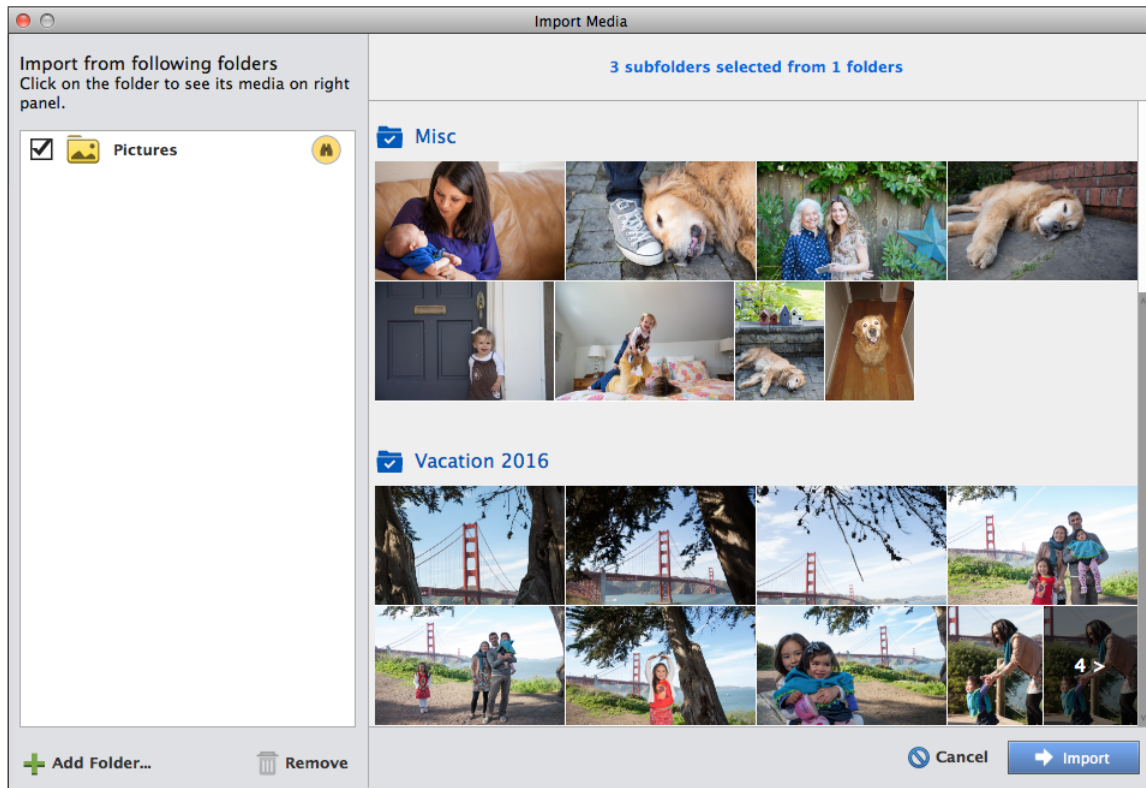 Import Media
Import from following folders
Click on the folder to see its media on right
panel.
Pictures
Add Folder...
Remove
3 subfolders selected from 1 folders
Misc
Vacation 2016
4 >
Cancel
Import